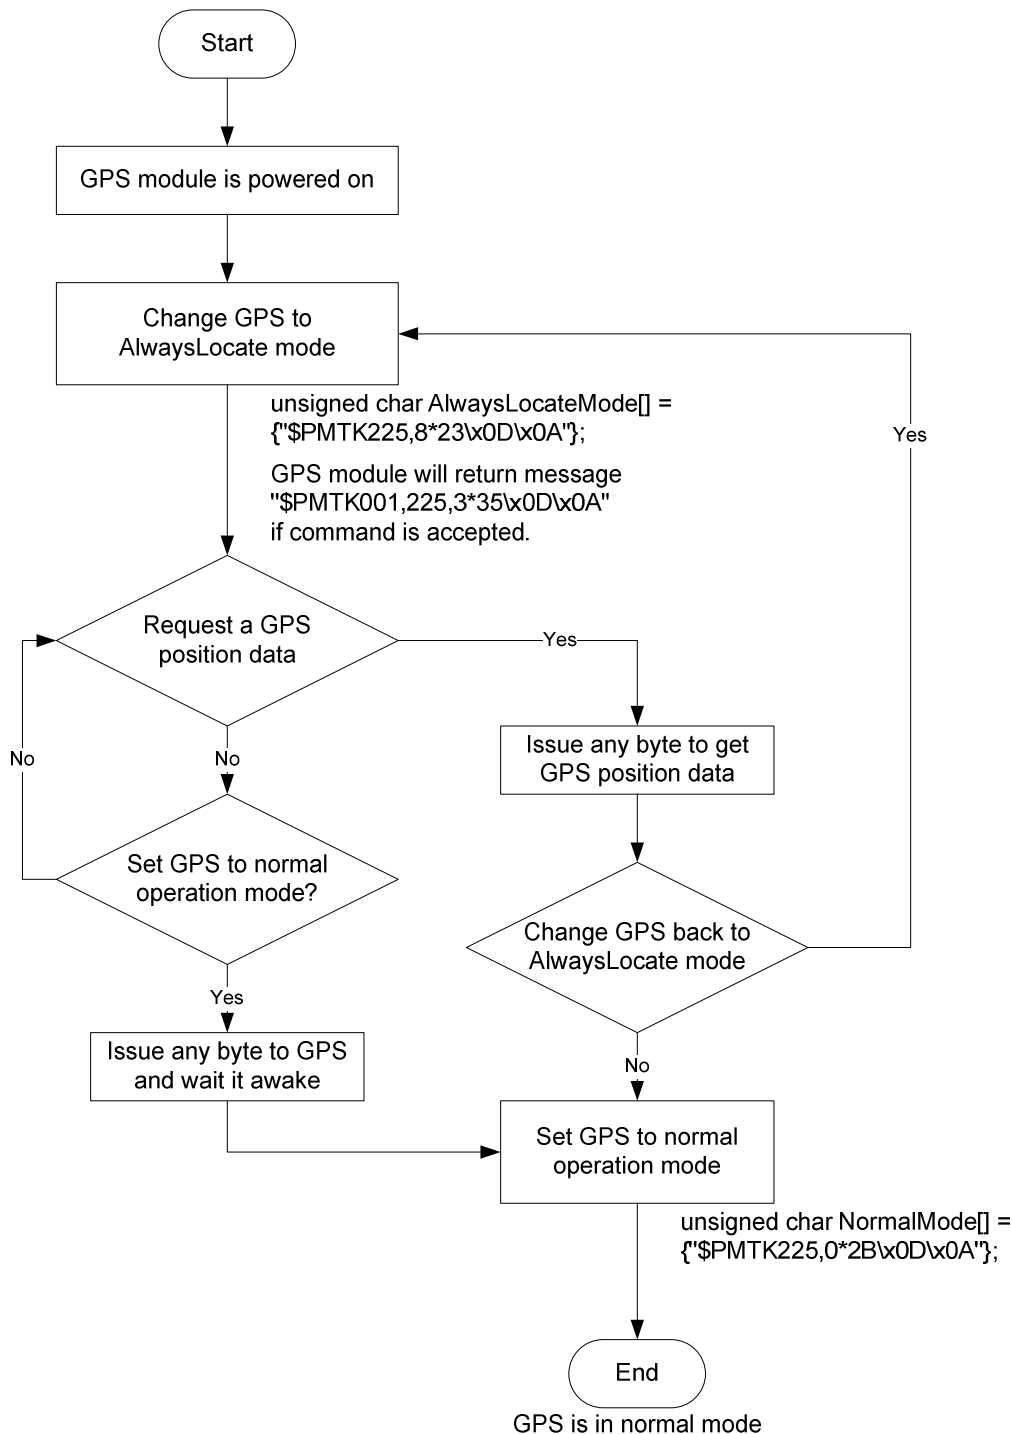 Start
GPS module is powered on
Change GPS to
AlwaysLocate mode
unsigned char AlwaysLocateMode[] =
{"$PMTK225,8*23\x0D\x0A"};
GPS module will return message
"$PMTK001,225,3*35\x0D\x0A"
if command is accepted.
Yes
Request a GPS
position data
Yes
No
No
Issue any byte to get
GPS position data
Set GPS to normal
operation mode?
Change GPS back to
AlwaysLocate mode
Yes
Issue any byte to GPS
and wait it awake
No
Set GPS to normal
operation mode
unsigned char NormalMode[] =
{"$PMTK225,0*2B\x0D\x0A"};
End
GPS is in normal mode